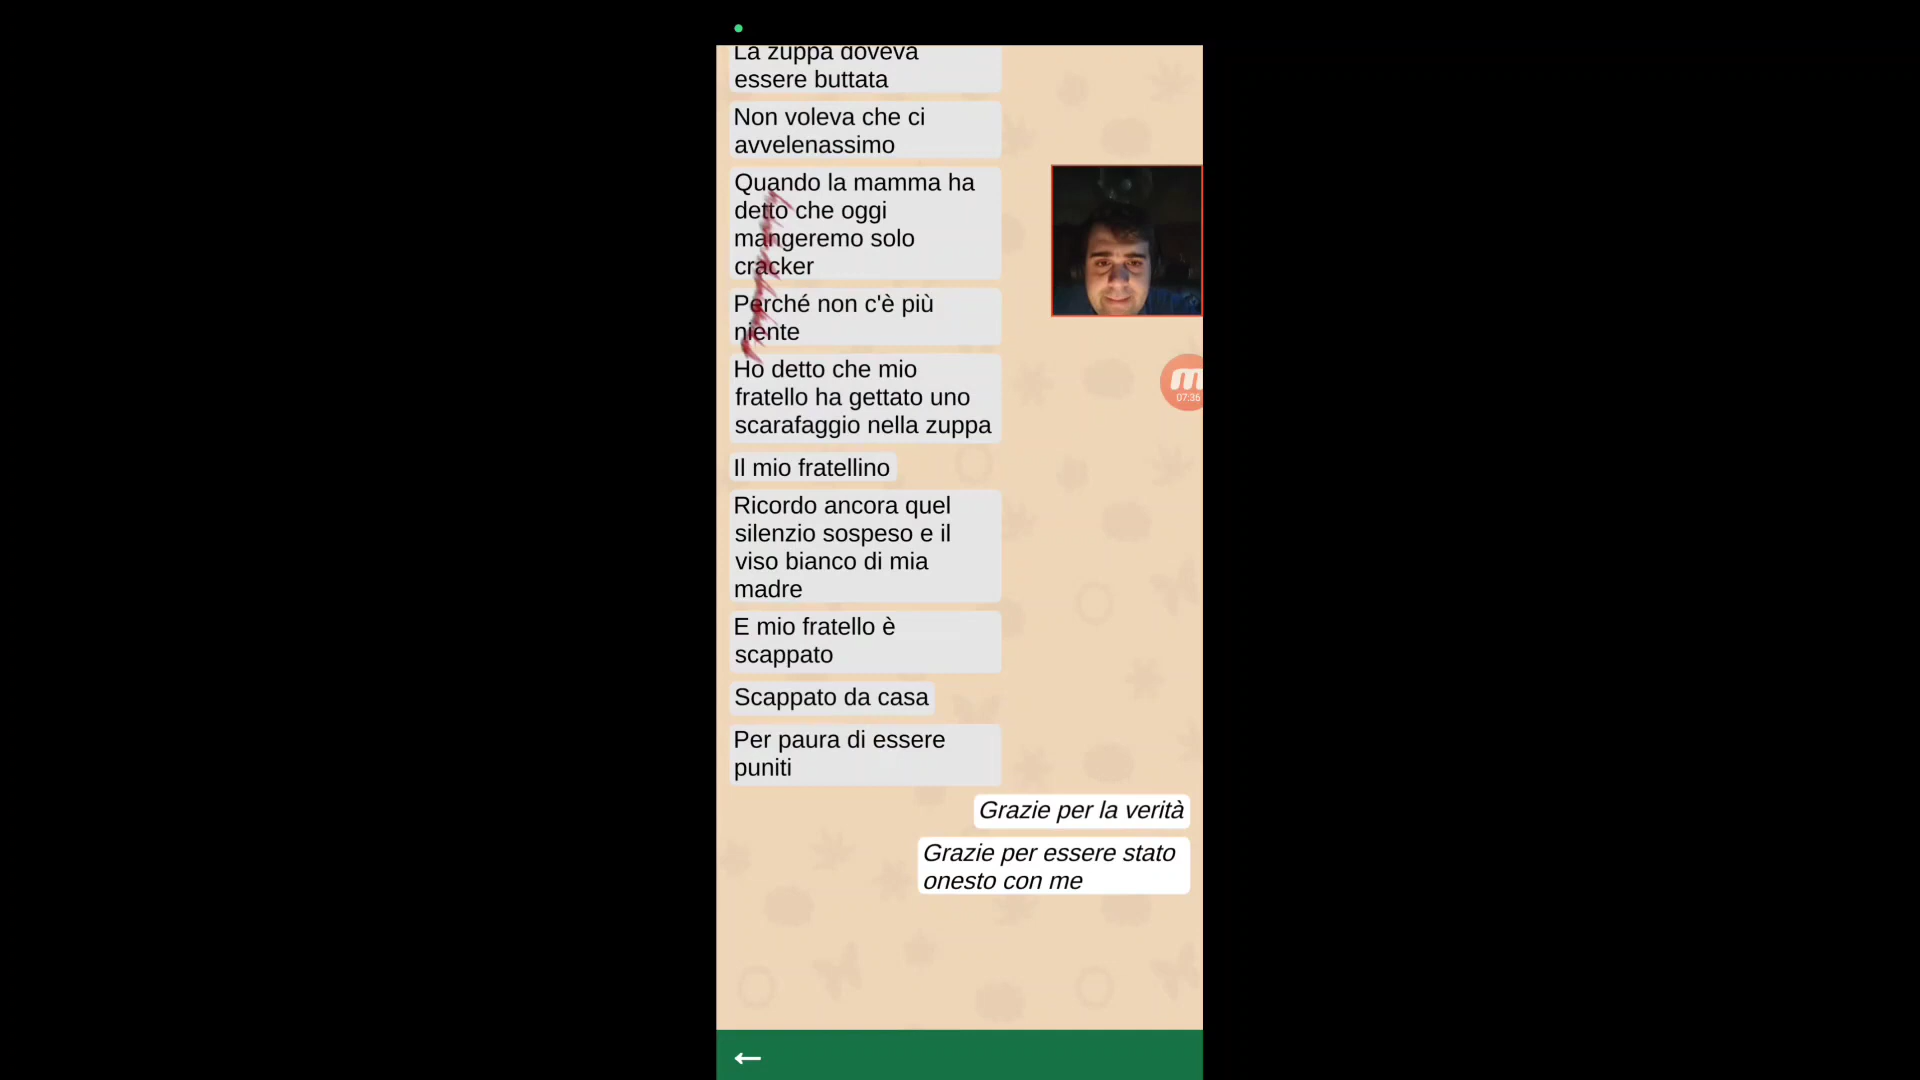 La zuppa doveva
essere buttata
Non voleva che ci
avvelenassimo
Quando la mamma ha
detto che oggi
mangeremo solo
cracker
Perché non c'è più
niente
Ho detto che mio
fratello ha gettato uno
scarafaggio nella zuppa
Il mio fratellino
Ricordo ancora quel
silenzio sospeso e il
viso bianco di mia
madre
E mio fratello è
scappato
Scappato da casa
Per paura di essere
puniti
Grazie per la verità
Grazie per essere stato
onesto con me
m
07:36